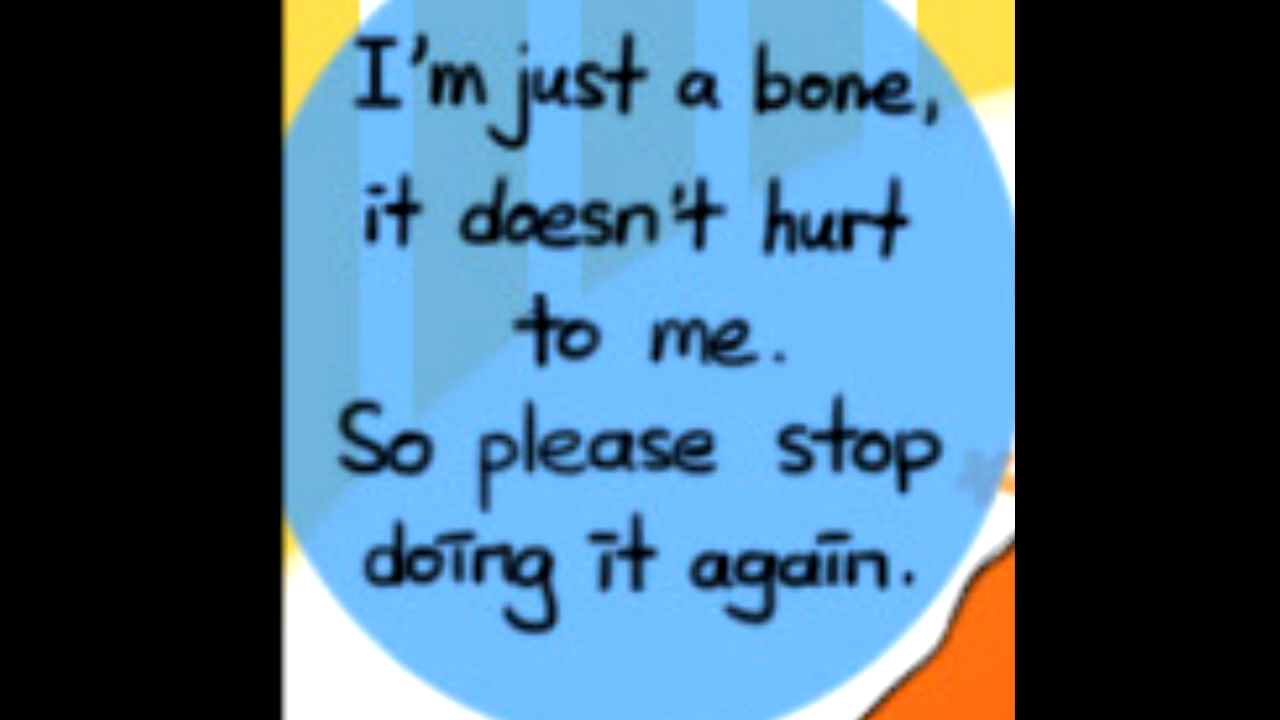 I'm just a bone,
it doesn't hurt
to me.
So please stop
doing it again.